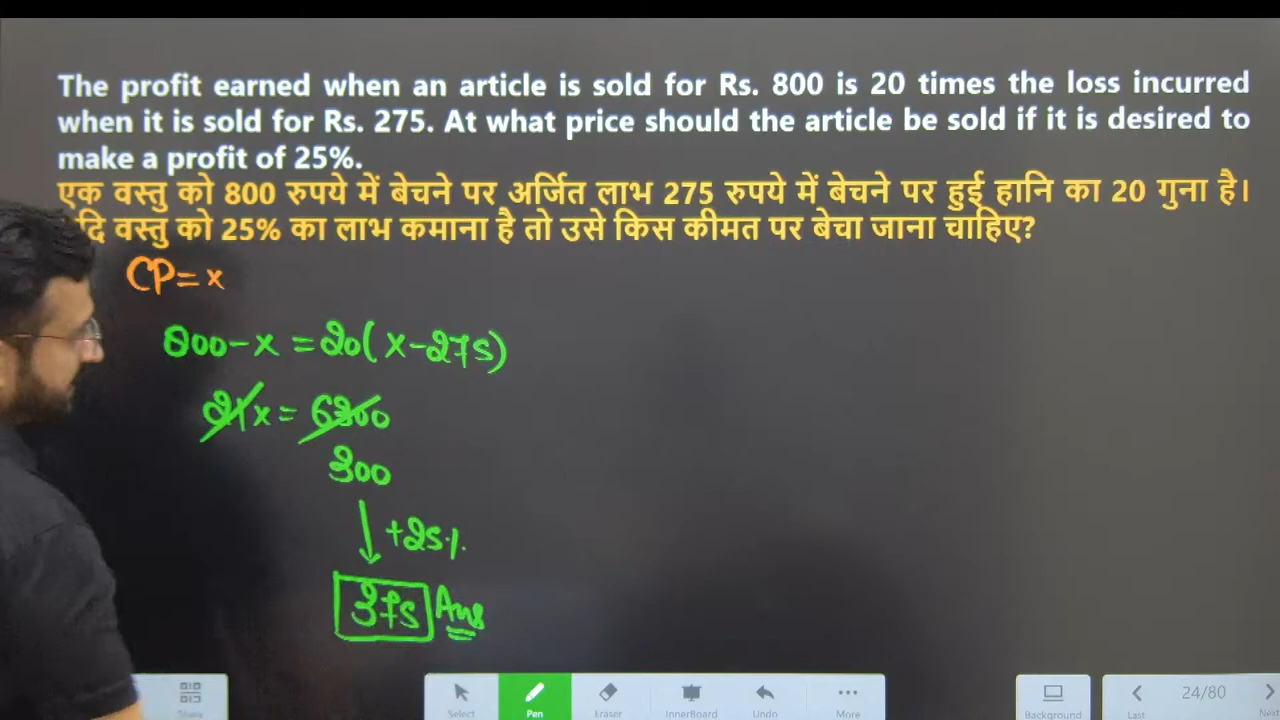 The profit earned when an article is sold for Rs. 800 is 20 times the loss incurred
when it is sold for Rs. 275. At what price should the article be sold if it is desired to
make a profit of 25%.
एक वस्तु को 800 रुपये में बेचने पर अर्जित लाभ 275 रुपये में बेचने पर हुई हानि का 20 गुना है।
दि वस्तु को 25% का लाभ कमाना है तो उसे किस कीमत पर बेचा जाना चाहिए?
CP=x
800-x=20(x-275)
21x=6300
300
+25%
375 Ans
Select Pen Eraser InnerBoard Undo More Background Last 24/80 Next